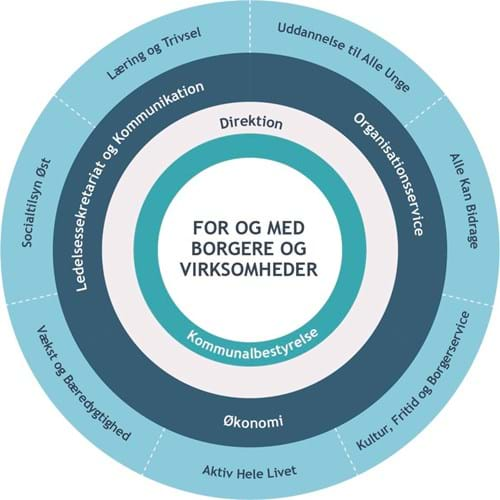 Læring og Trivsel
Uddannelse til Alle Unge
Alle Kan Bidrage
Kultur, Fritid og Borgerservice
Aktiv Hele Livet
Vækst og Bæredygtighed
Socialtilsyn Øst
Ledelsessekretariat og Kommunikation
Organisationsservice
Økonomi
Direktion
Kommunalbestyrelse
FOR OG MED
BORGERE OG
VIRKSOMHEDER